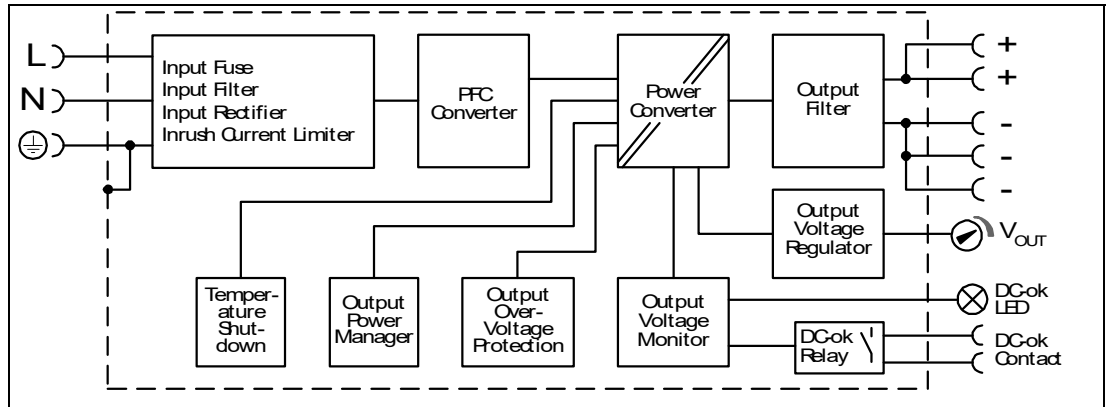 L
N
Input Fuse
Input Filter
Input Rectifier
Inrush Current Limiter
PFC
Converter
Power
Converter
Output
Filter
+
+
-
-
-
Output
Voltage
Regulator
VOUT
Temper-
ature
Shut-
down
Output
Power
Manager
Output
Over-
Voltage
Protection
Output
Voltage
Monitor
DC-ok
LED
DC-ok
Relay
DC-ok
Contact